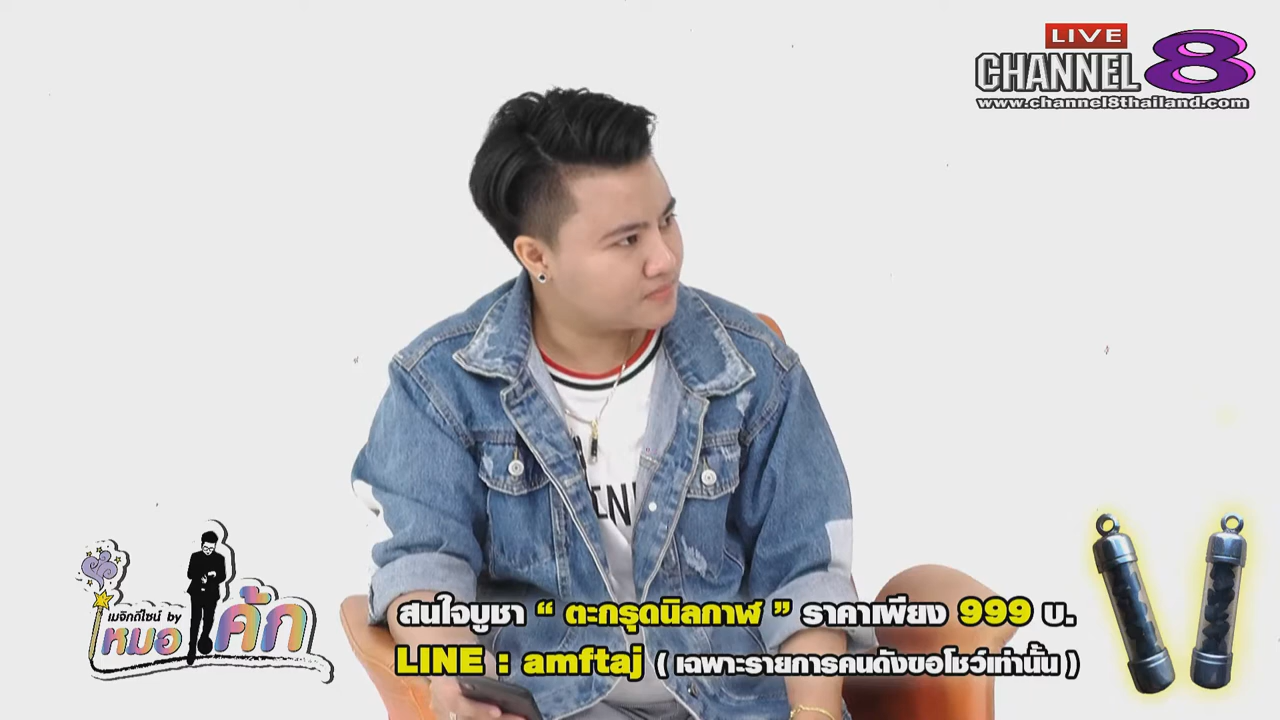 LIVE
CHANNEL 8
www.channel8thailand.com
ENI
เมจิกดีไซน์ by
หมอ
คัก
สนใจบูชา “ ตะกรุดนิลกาฬ ” ราคาเพียง 999 บ.
LINE : amftaj ( เฉพาะรายการคนดังขอโชว์เท่านั้น )